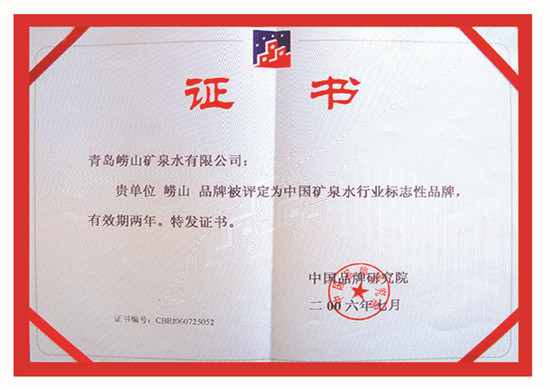 证书
青岛崂山矿泉水有限公司：
贵单位 崂山 品牌被评定为中国矿泉水行业标志性品牌，
有效期两年。特发证书。
中国品牌研究院
二00六年七月
证书编号：CBRI060725052